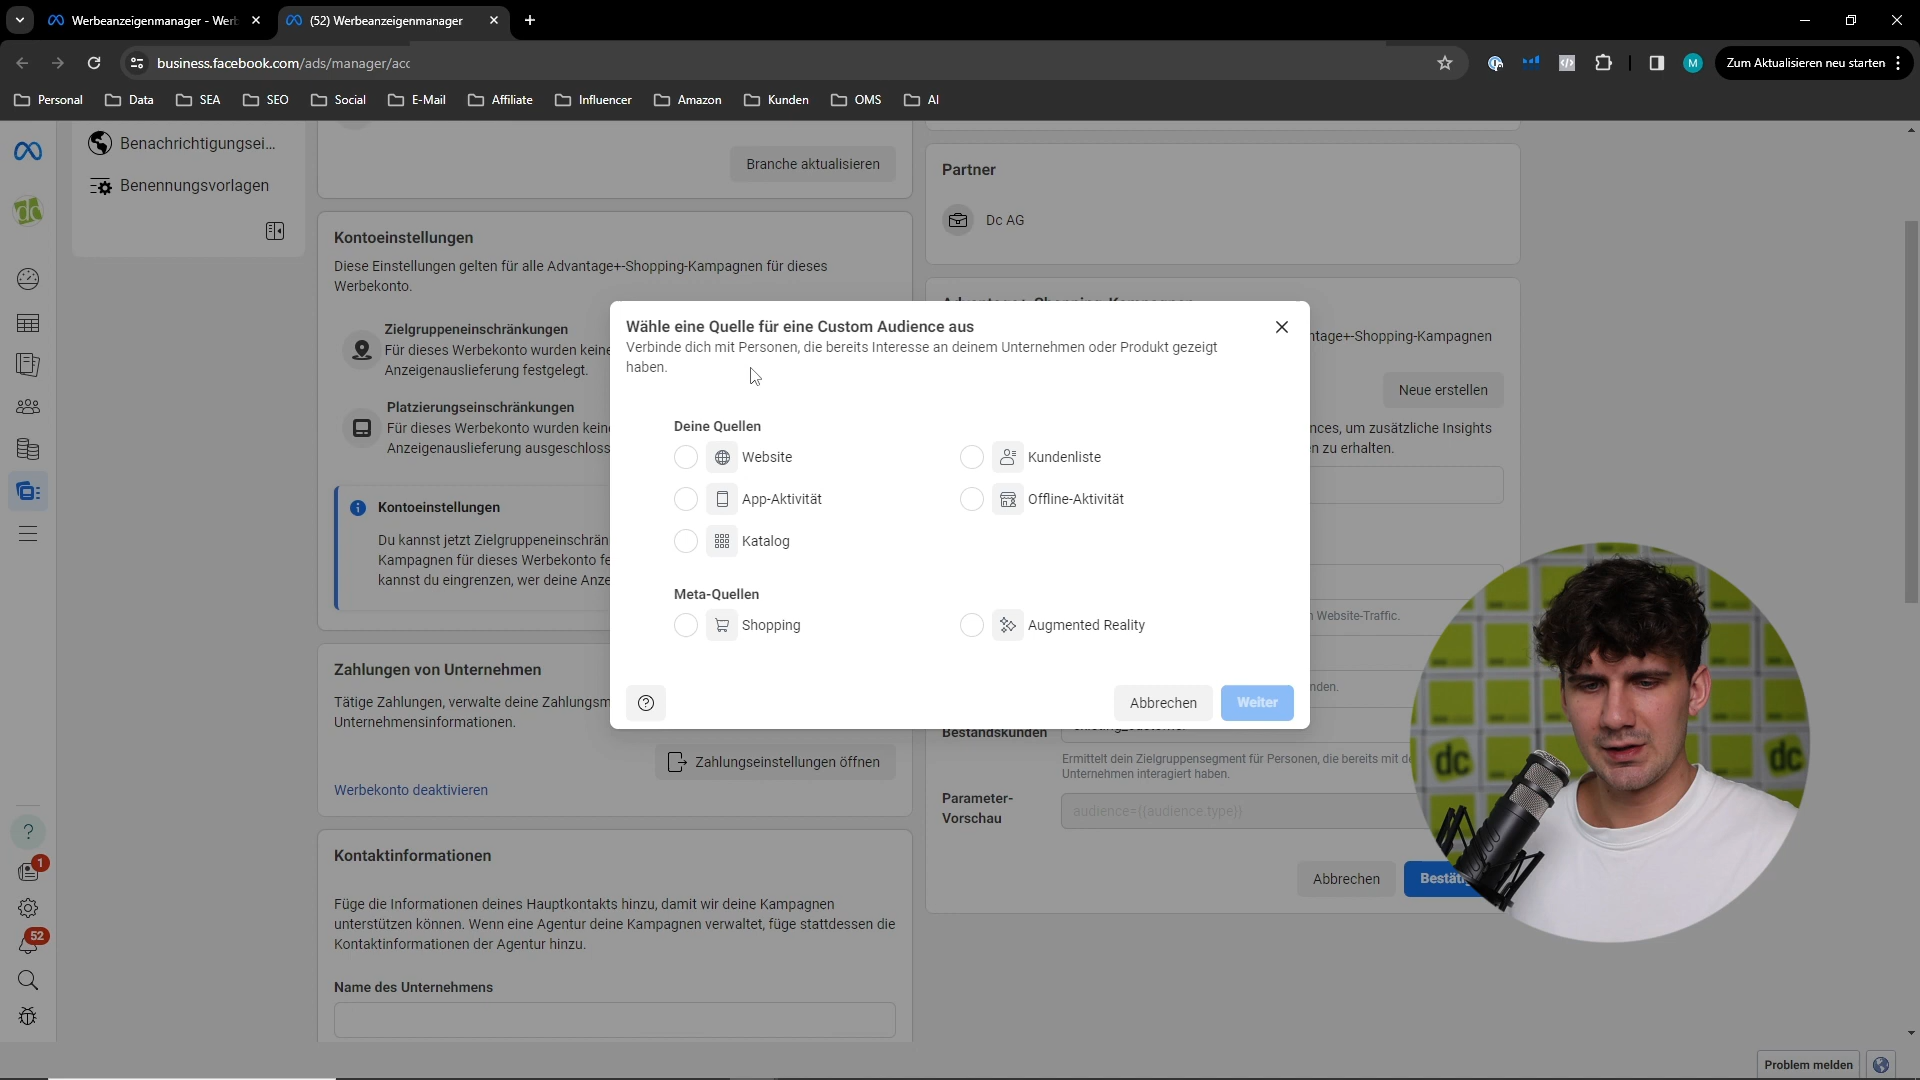 Werbeanzeigenmanager - Werb
(52) Werbeanzeigenmanager
business.facebook.com/ads/manager/acc
M
Zum Aktualisieren neu starten
Personal
Data
SEA
SEO
Social
E-Mail
Affiliate
Influencer
Amazon
Kunden
OMS
AI
Benachrichtigungsei...
Benennungsvorlagen
dc
Branche aktualisieren
Kontoeinstellungen
Diese Einstellungen gelten für alle Advantage+-Shopping-Kampagnen für dieses
Werbekonto.
Zielgruppeneinschränkungen
Für dieses Werbekonto wurden keine
Anzeigenauslieferung festgelegt.
Platzierungseinschränkungen
Für dieses Werbekonto wurden keine
Anzeigenauslieferung ausgeschloss
Kontoeinstellungen
Du kannst jetzt Zielgruppeneinschrän
Kampagnen für dieses Werbekonto fe
kannst du eingrenzen, wer deine Anze
Zahlungen von Unternehmen
Tätige Zahlungen, verwalte deine Zahlungsm
Unternehmensinformationen.
Zahlungseinstellungen öffnen
Werbekonto deaktivieren
Kontaktinformationen
Füge die Informationen deines Hauptkontakts hinzu, damit wir deine Kampagnen
unterstützen können. Wenn eine Agentur deine Kampagnen verwaltet, füge stattdessen die
Kontaktinformationen der Agentur hinzu.
Name des Unternehmens
Partner
Dc AG
ntage+-Shopping-Kampagnen
Neue erstellen
nces, um zusätzliche Insights
n zu erhalten.
Website-Traffic.
nden.
Wähle eine Quelle für eine Custom Audience aus
Verbinde dich mit Personen, die bereits Interesse an deinem Unternehmen oder Produkt gezeigt
haben.
Deine Quellen
Website
Kundenliste
App-Aktivität
Offline-Aktivität
Katalog
Meta-Quellen
Shopping
Augmented Reality
Abbrechen
Weiter
Bestandskunden
Ermittelt dein Zielgruppensegment für Personen, die bereits mit de
Unternehmen interagiert haben.
Parameter-
Vorschau
audience={{audience.type}}
Abbrechen
Bestätig
dc
dc
1
52
Problem melden